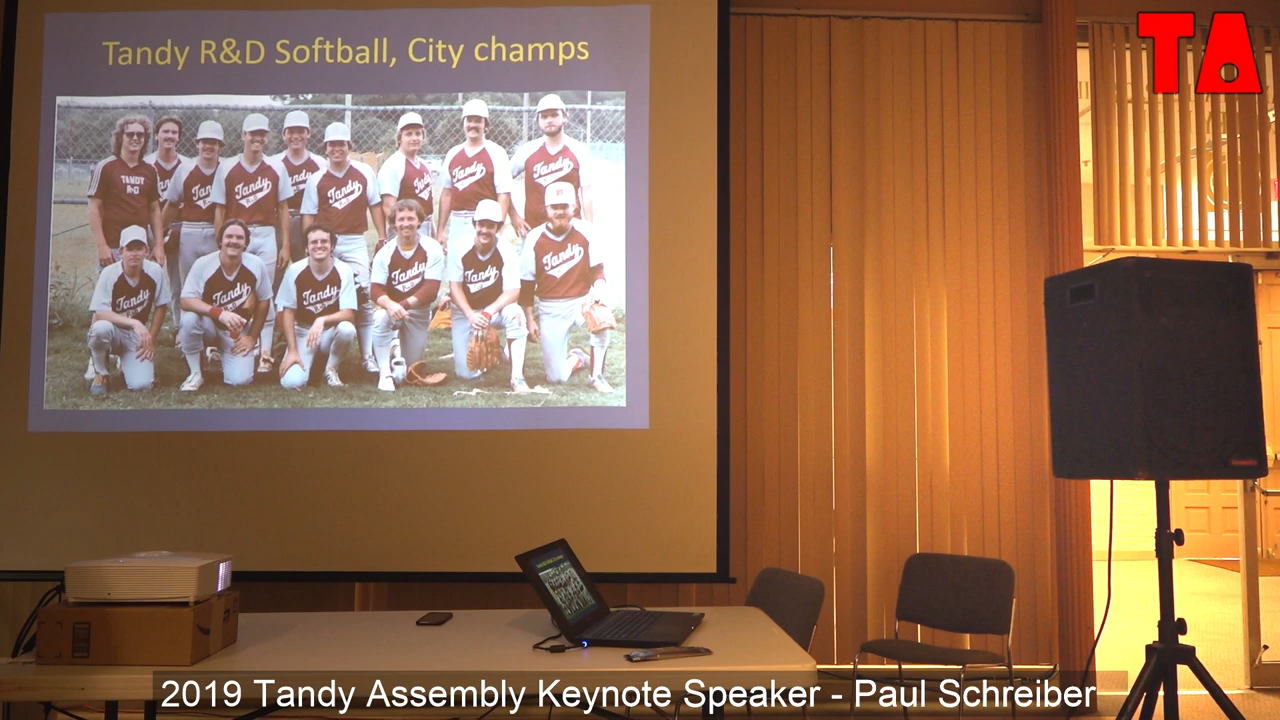 TA
Tandy R&D Softball, City champs
TANDY
R-D
Tandy
Tandy
Tandy
Tandy
Tandy
Tandy
Tandy
Tandy
Tandy
Tandy
Tandy
Tandy
2019 Tandy Assembly Keynote Speaker - Paul Schreiber